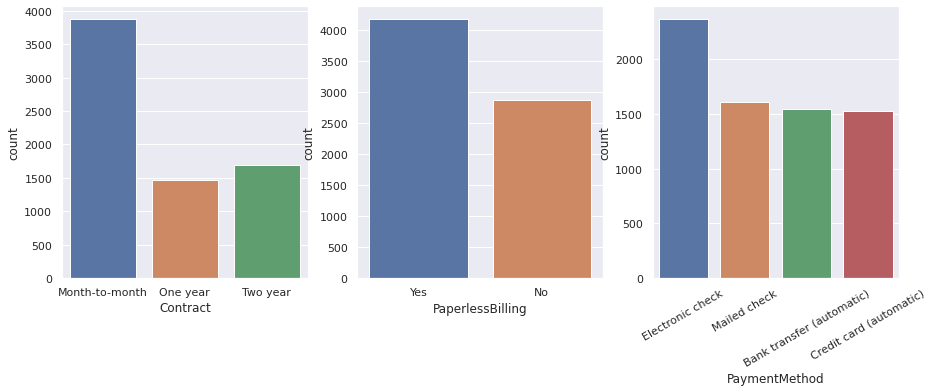 count
4000
3500
3000
2500
2000
1500
1000
500
0
Month-to-month One year Two year
Contract
count
4000
3500
3000
2500
2000
1500
1000
500
0
Yes No
PaperlessBilling
count
2000
1500
1000
500
0
Electronic check
Mailed check
Bank transfer (automatic)
Credit card (automatic)
PaymentMethod